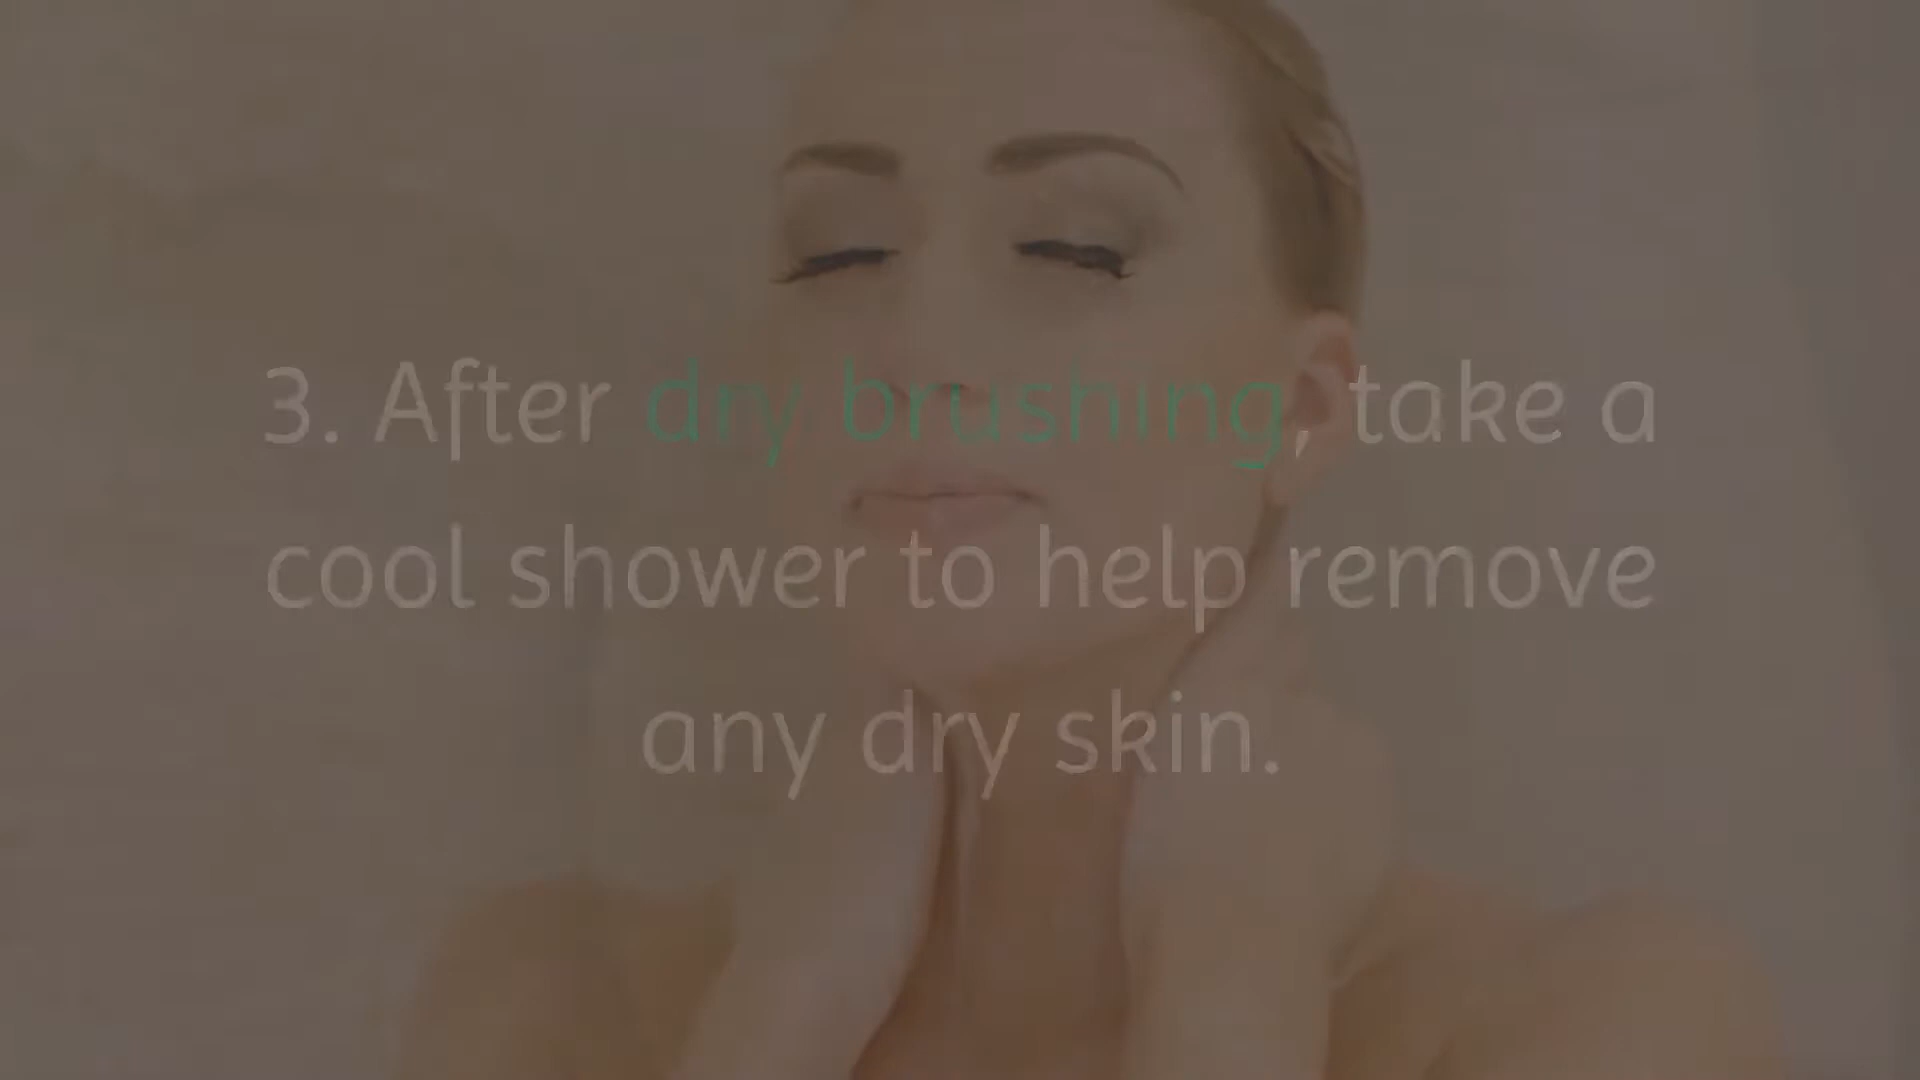 3. After dry brushing, take a
cool shower to help remove
any dry skin.